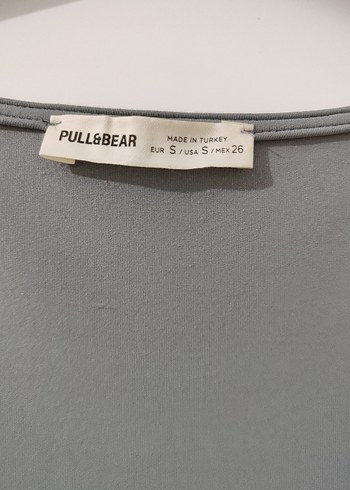 PULL&BEAR
MADE IN TURKEY
EUR S / USA S / MEX 26